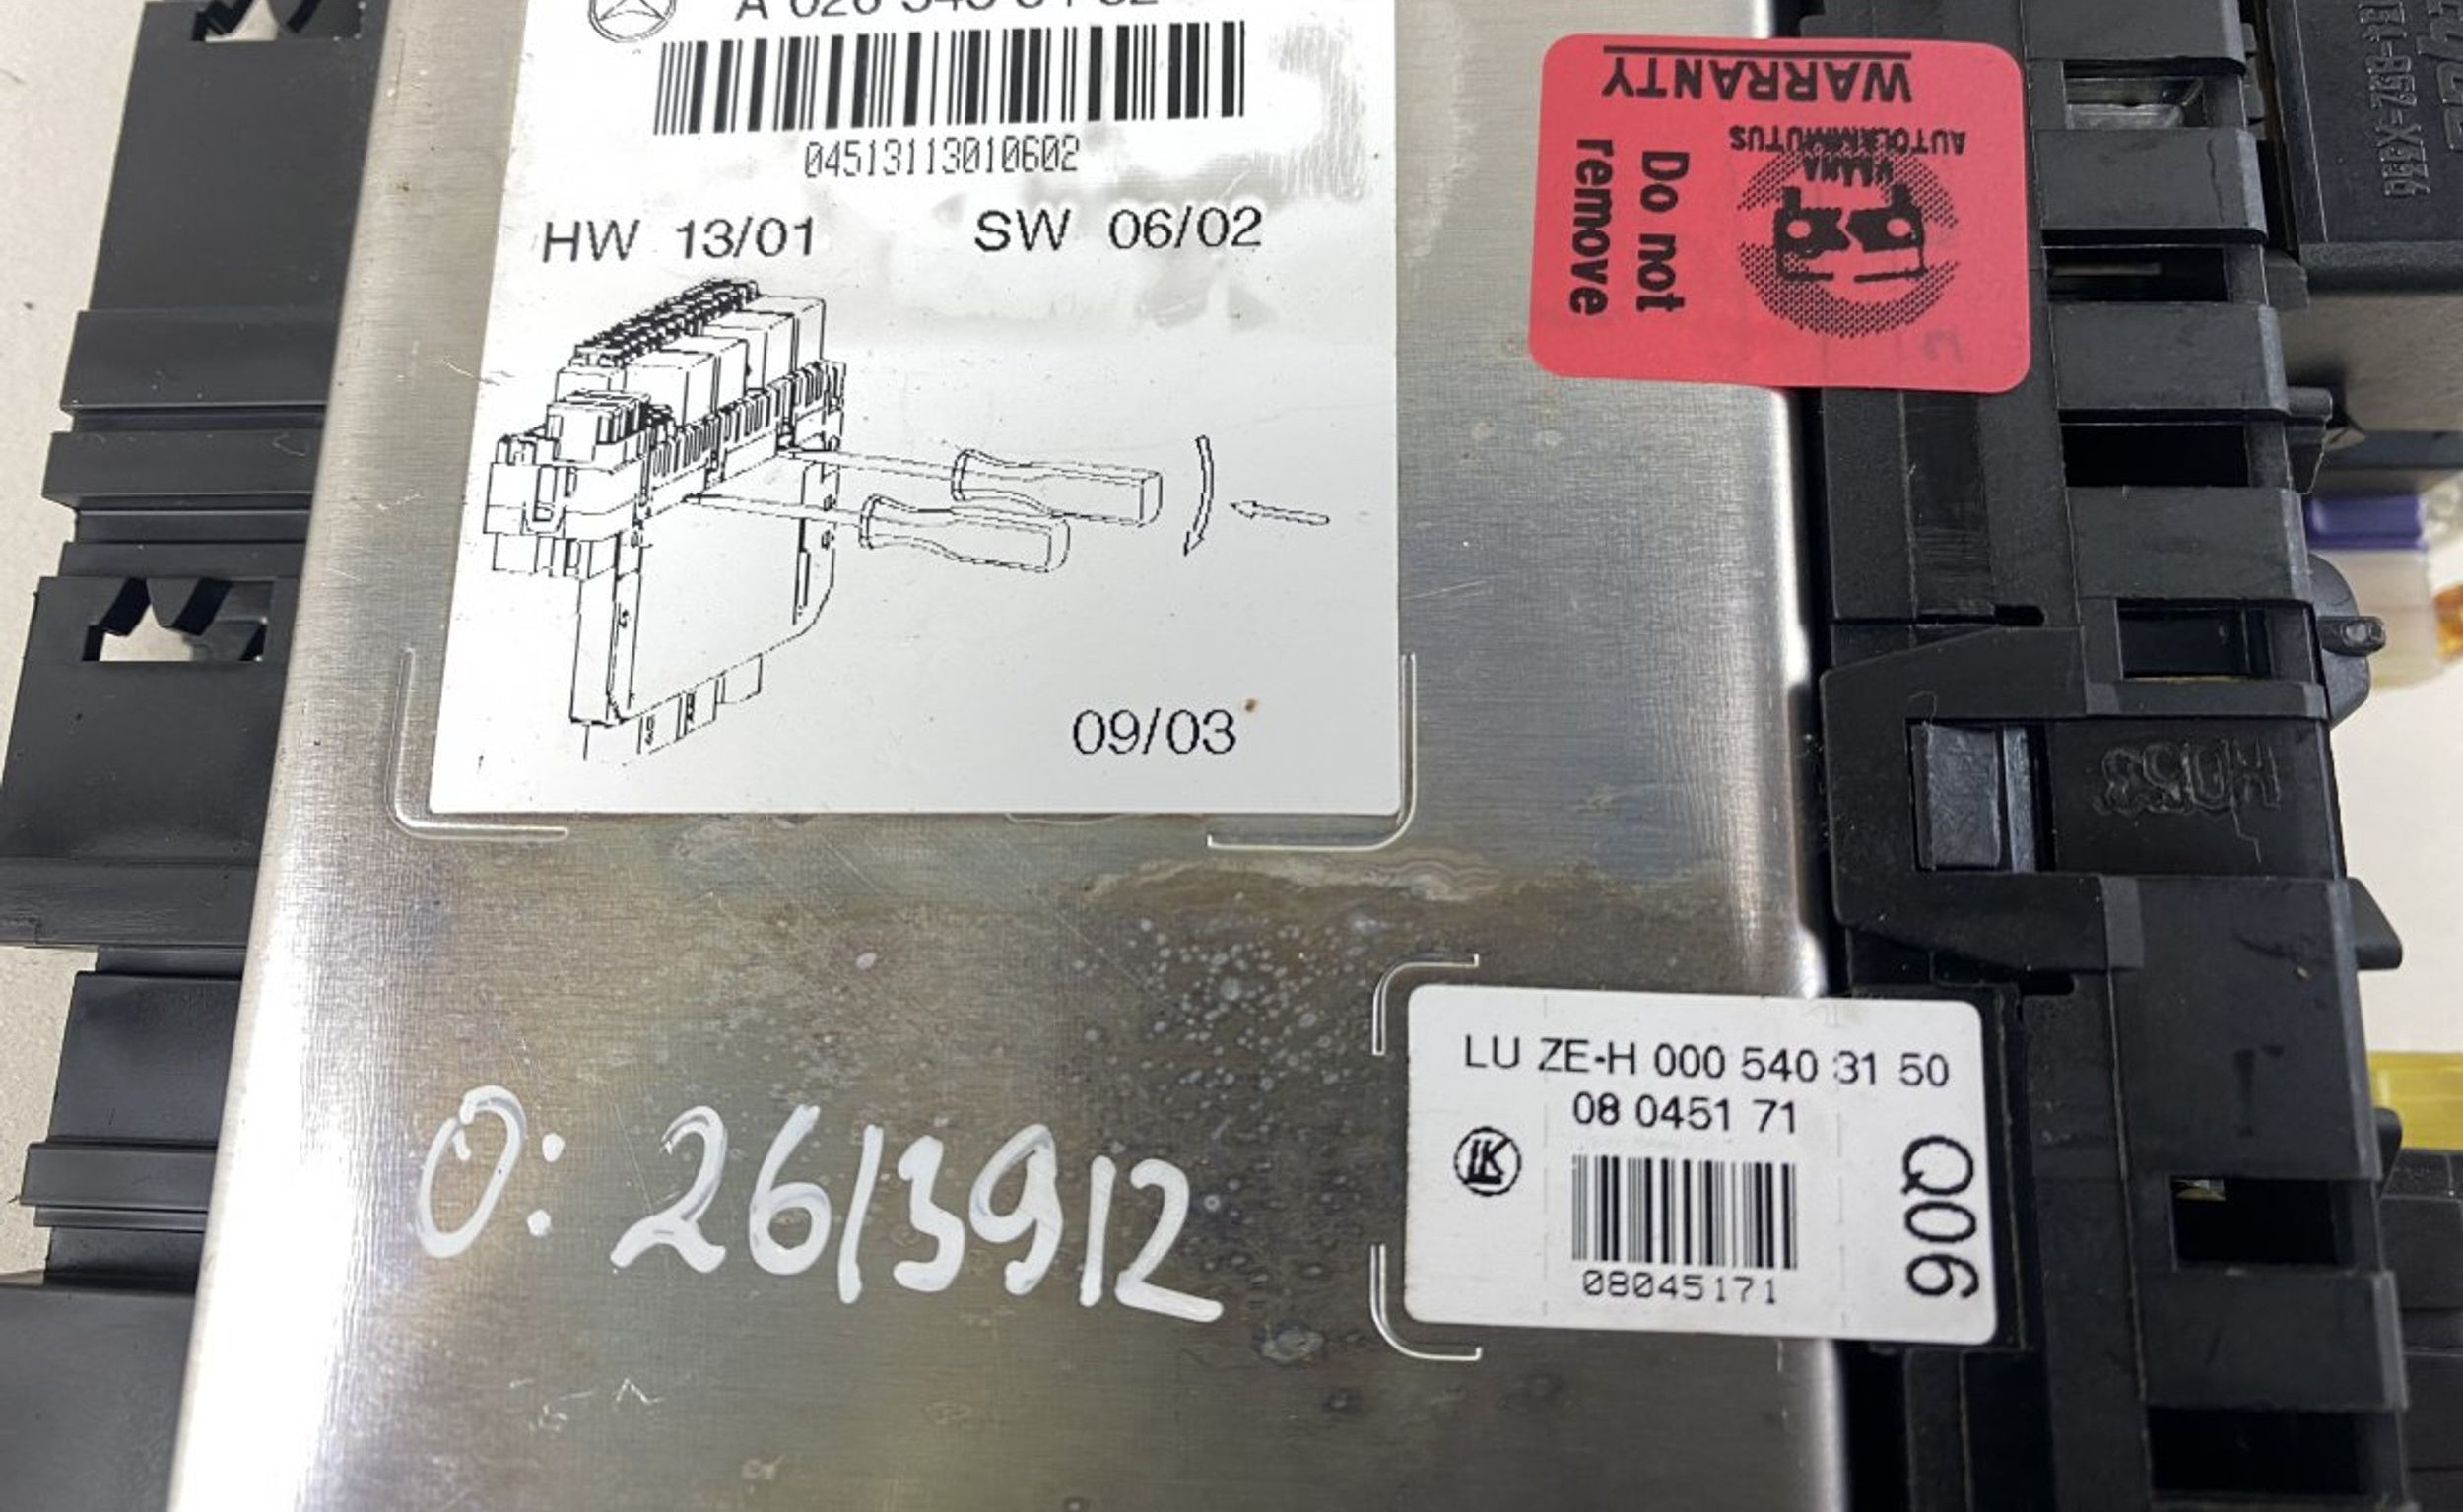 04513113010602
HW 13/01 SW 06/02
09/03
WARRANTY
AUTOLAMMUTUS
Do not
remove
O: 2613912
LU ZE-H 000 540 31 50
08 0451 71
LK
08045171
Q06